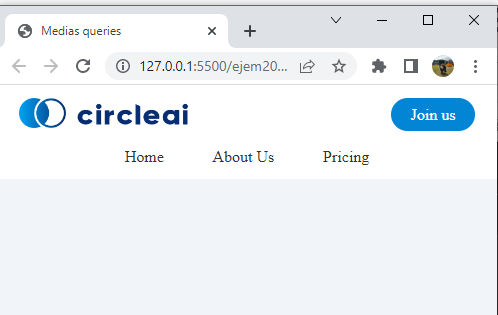 Medias queries
127.0.0.1:5500/ejem20...
circleai
Join us
Home About Us Pricing